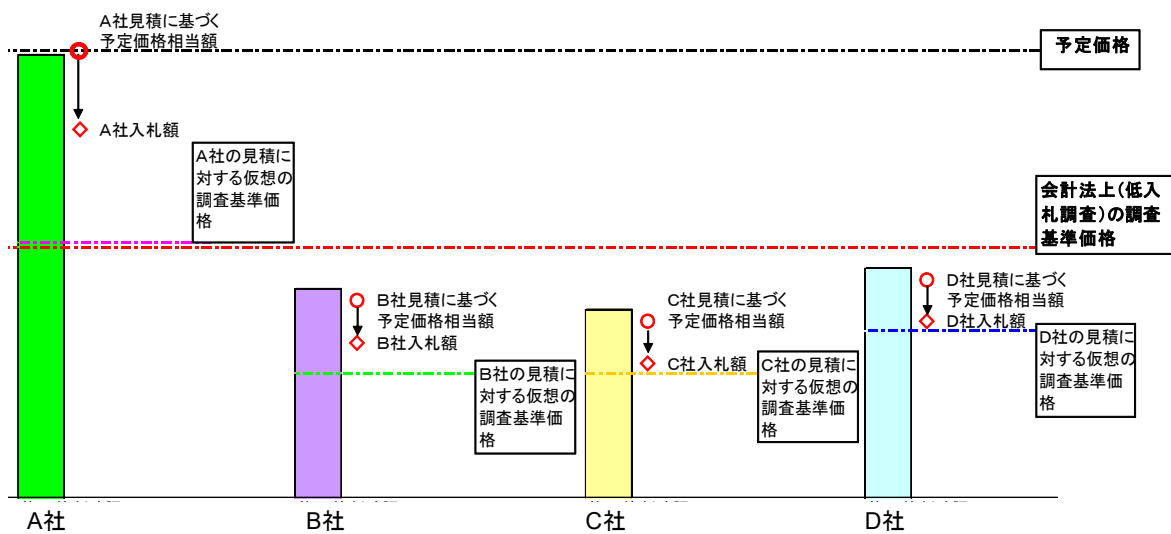 A社見積に基づく
予定価格相当額
予定価格
A社入札額
A社の見積に
対する仮想の
調査基準価
格
会計法上(低入
札調査)の調査
基準価格
B社見積に基づく
予定価格相当額
B社入札額
C社見積に基づく
予定価格相当額
C社入札額
D社見積に基づく
予定価格相当額
D社入札額
B社の見積に
対する仮想の
調査基準価
格
C社の見積に
対する仮想の
調査基準価
格
D社の見積に
対する仮想の
調査基準価
格
A社
B社
C社
D社